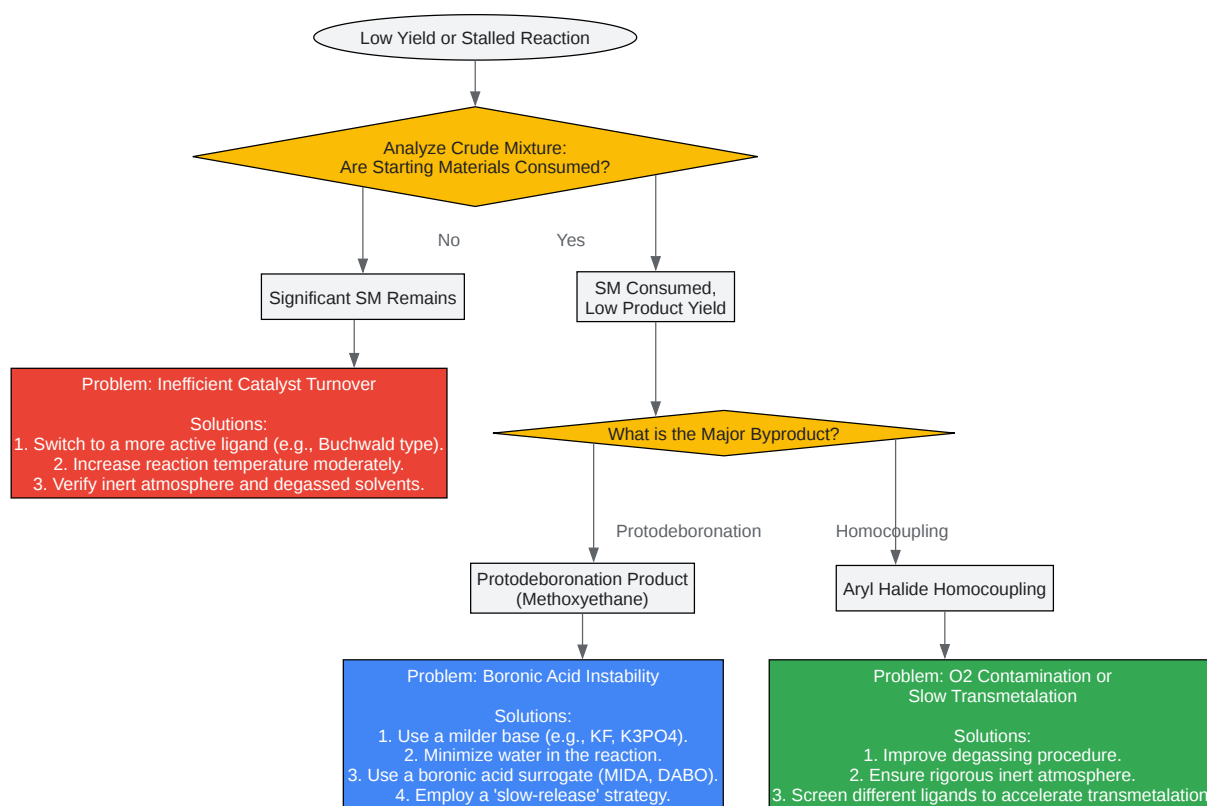 Low Yield or Stalled Reaction
Analyze Crude Mixture:
Are Starting Materials Consumed?
No
Yes
Significant SM Remains
SM Consumed,
Low Product Yield
Problem: Inefficient Catalyst Turnover
Solutions:
1. Switch to a more active ligand (e.g., Buchwald type).
2. Increase reaction temperature moderately.
3. Verify inert atmosphere and degassed solvents.
What is the Major Byproduct?
Protodeboronation
Homocoupling
Protodeboronation Product
(Methoxyethane)
Aryl Halide Homocoupling
Problem: Boronic Acid Instability
Solutions:
1. Use a milder base (e.g., KF, K3PO4).
2. Minimize water in the reaction.
3. Use a boronic acid surrogate (MIDA, DABO).
4. Employ a 'slow-release' strategy.
Problem: O2 Contamination or
Slow Transmetalation
Solutions:
1. Improve degassing procedure.
2. Ensure rigorous inert atmosphere.
3. Screen different ligands to accelerate transmetalation